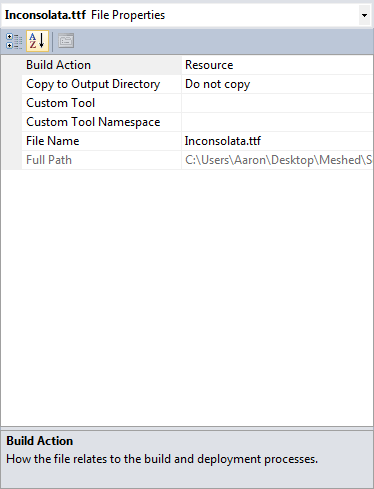 Inconsolata.ttf File Properties
A
Z
Build Action Resource
Copy to Output Directory Do not copy
Custom Tool
Custom Tool Namespace
File Name Inconsolata.ttf
Full Path C:\Users\Aaron\Desktop\Meshed\S
Build Action
How the file relates to the build and deployment processes.